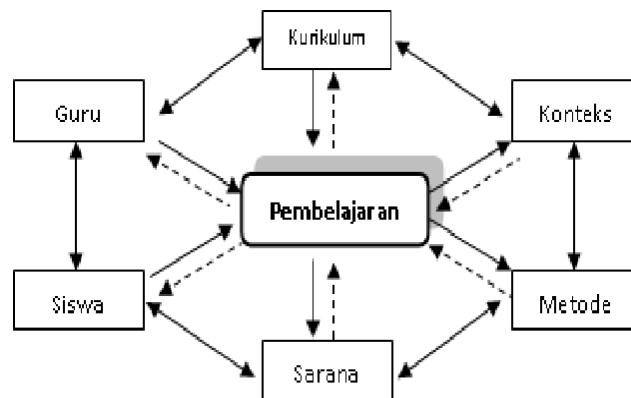 Kurikulum
Guru
Konteks
Pembelajaran
Siswa
Metode
Sarana